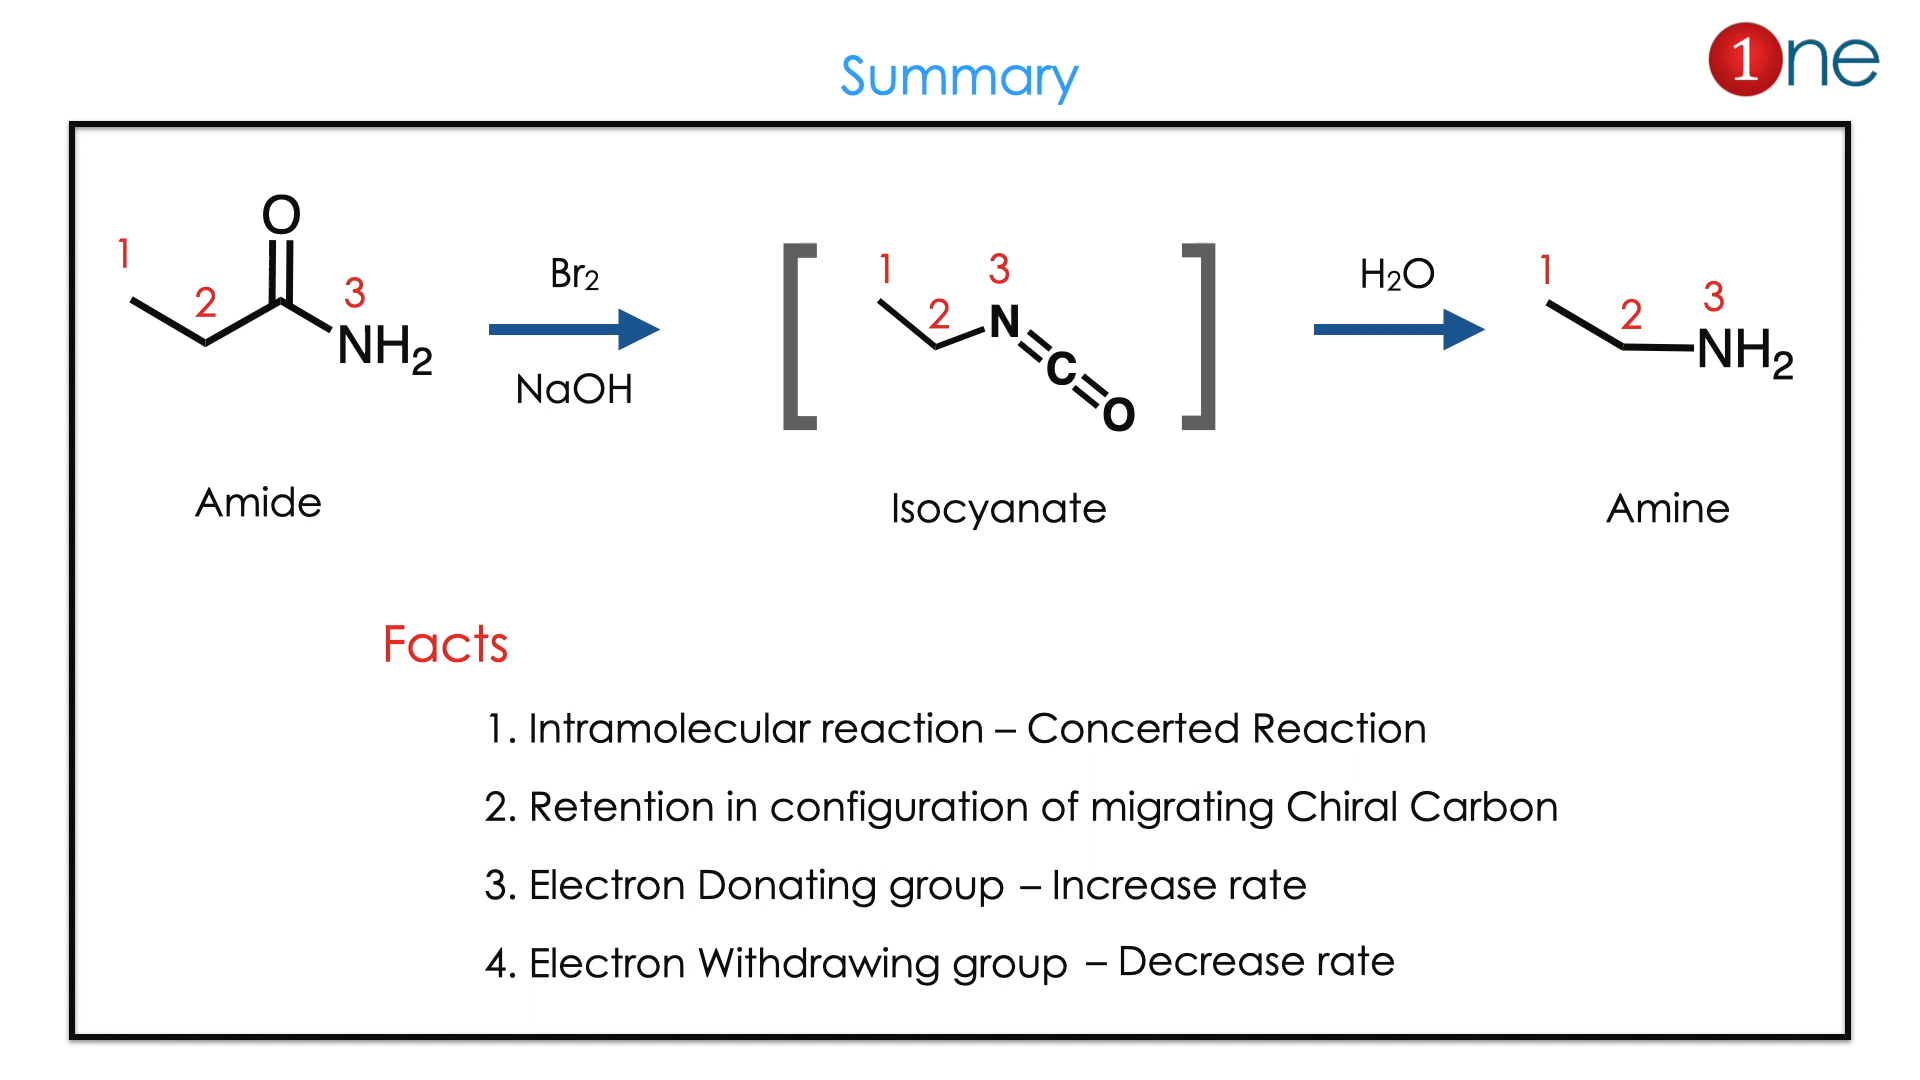 Summary
1ne
O
1
2
3
NH₂
Br₂
NaOH
1
2
3
N
C
O
H₂O
1
2
3
NH₂
Amide
Isocyanate
Amine
Facts
1. Intramolecular reaction – Concerted Reaction
2. Retention in configuration of migrating Chiral Carbon
3. Electron Donating group – Increase rate
4. Electron Withdrawing group – Decrease rate